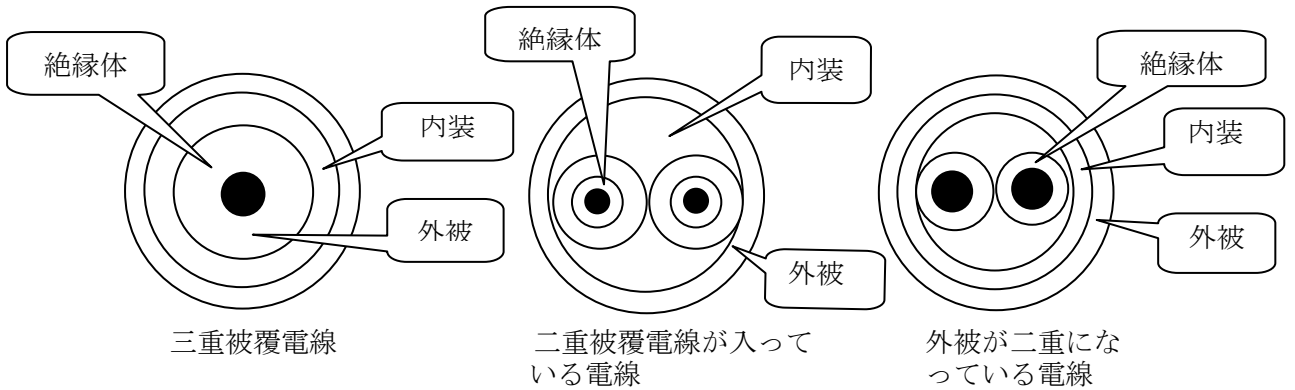 絶縁体
内装
外被
三重被覆電線
絶縁体
内装
外被
二重被覆電線が入って
いる電線
絶縁体
内装
外被
外被が二重にな
っている電線